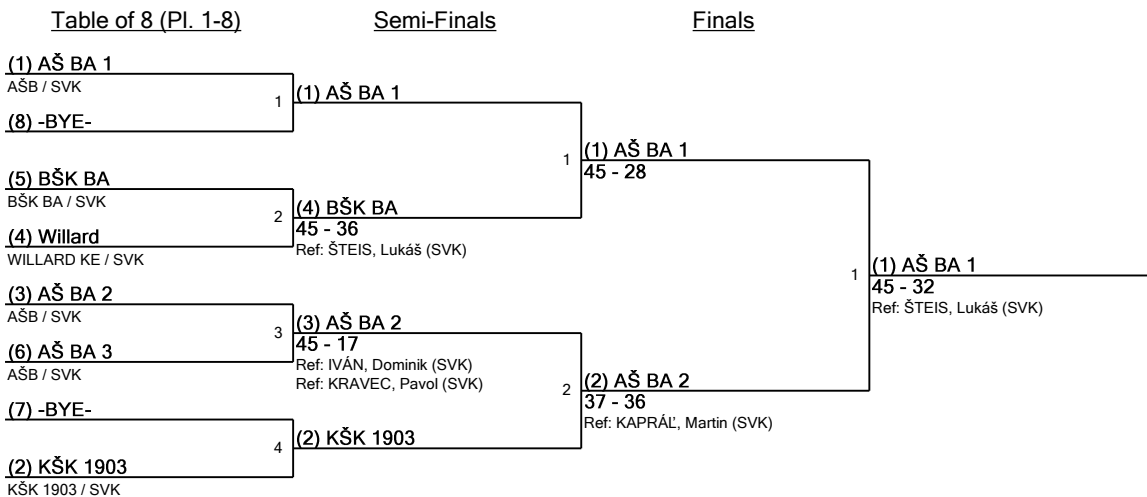 Table of 8 (Pl. 1-8)
Semi-Finals
Finals
(1) AŠ BA 1
AŠB / SVK
1
(8) -BYE-
(1) AŠ BA 1
(5) BŠK BA
BŠK BA / SVK
2
(4) Willard
WILLARD KE / SVK
(4) BŠK BA
45 - 36
Ref: ŠTEIS, Lukáš (SVK)
1
(1) AŠ BA 1
45 - 28
(3) AŠ BA 2
AŠB / SVK
3
(6) AŠ BA 3
AŠB / SVK
(3) AŠ BA 2
45 - 17
Ref: IVÁN, Dominik (SVK)
Ref: KRAVEC, Pavol (SVK)
(7) -BYE-
4
(2) KŠK 1903
KŠK 1903 / SVK
(2) KŠK 1903
2
(2) AŠ BA 2
37 - 36
Ref: KAPRÁĽ, Martin (SVK)
1
(1) AŠ BA 1
45 - 32
Ref: ŠTEIS, Lukáš (SVK)